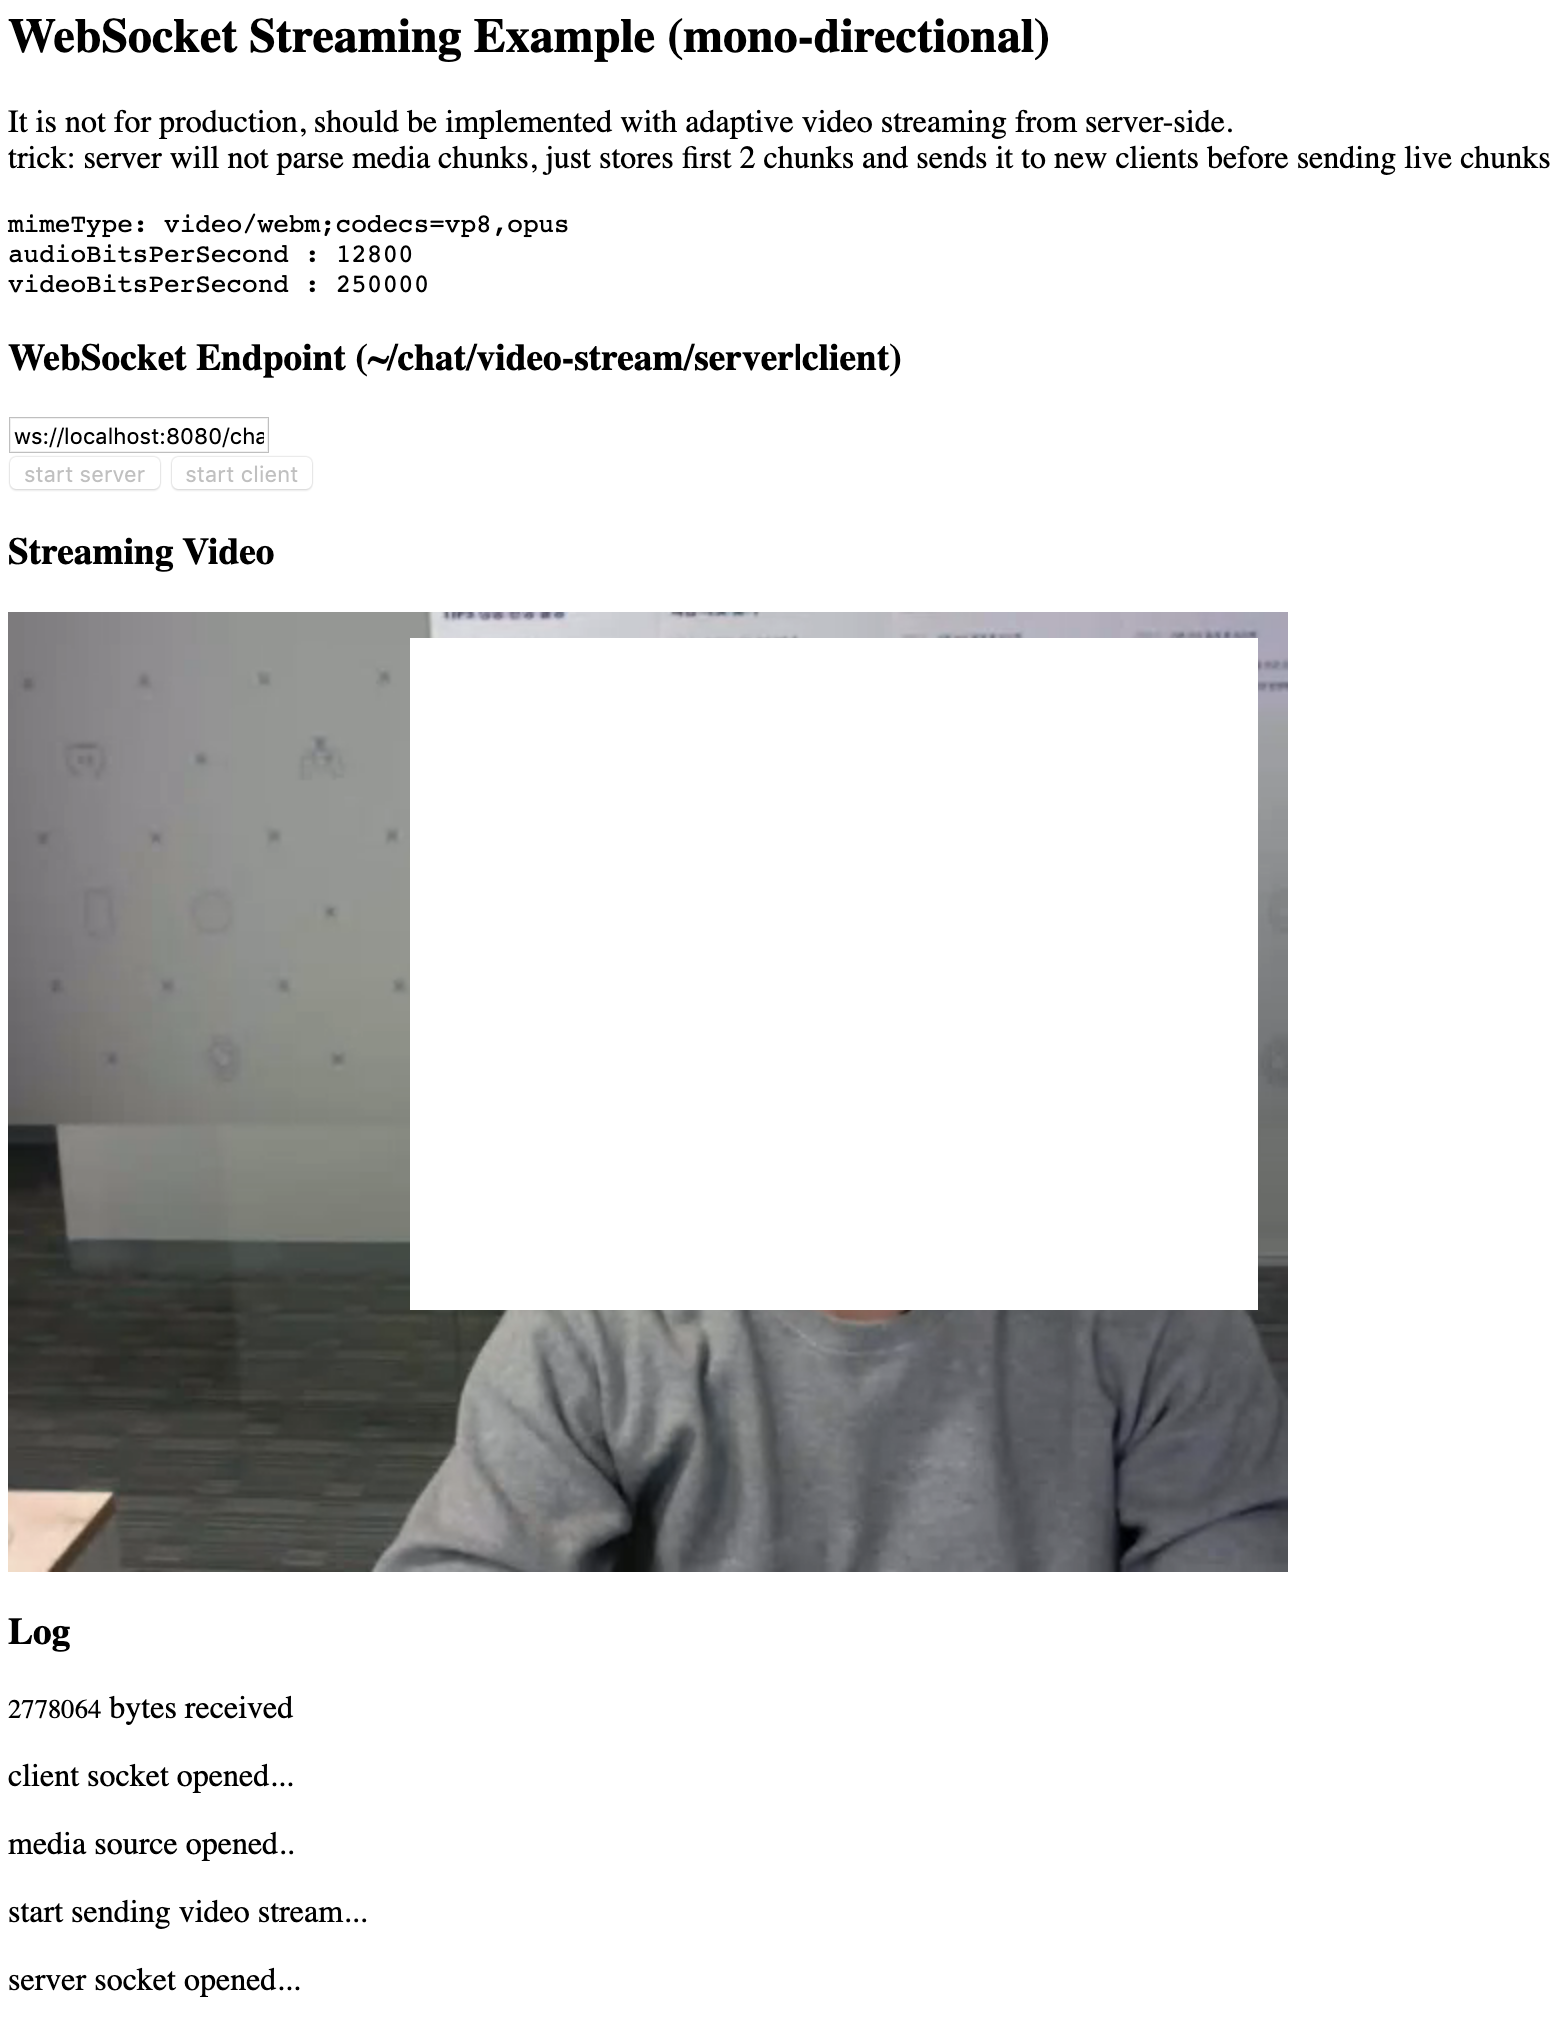 WebSocket Streaming Example (mono-directional)
It is not for production, should be implemented with adaptive video streaming from server-side.
trick: server will not parse media chunks, just stores first 2 chunks and sends it to new clients before sending live chunks
mimeType: video/webm;codecs=vp8,opus
audioBitsPerSecond : 12800
videoBitsPerSecond : 250000
WebSocket Endpoint (~/chat/video-stream/server|client)
ws://localhost:8080/cha
start server start client
Streaming Video
Log
2778064 bytes received
client socket opened...
media source opened..
start sending video stream...
server socket opened...